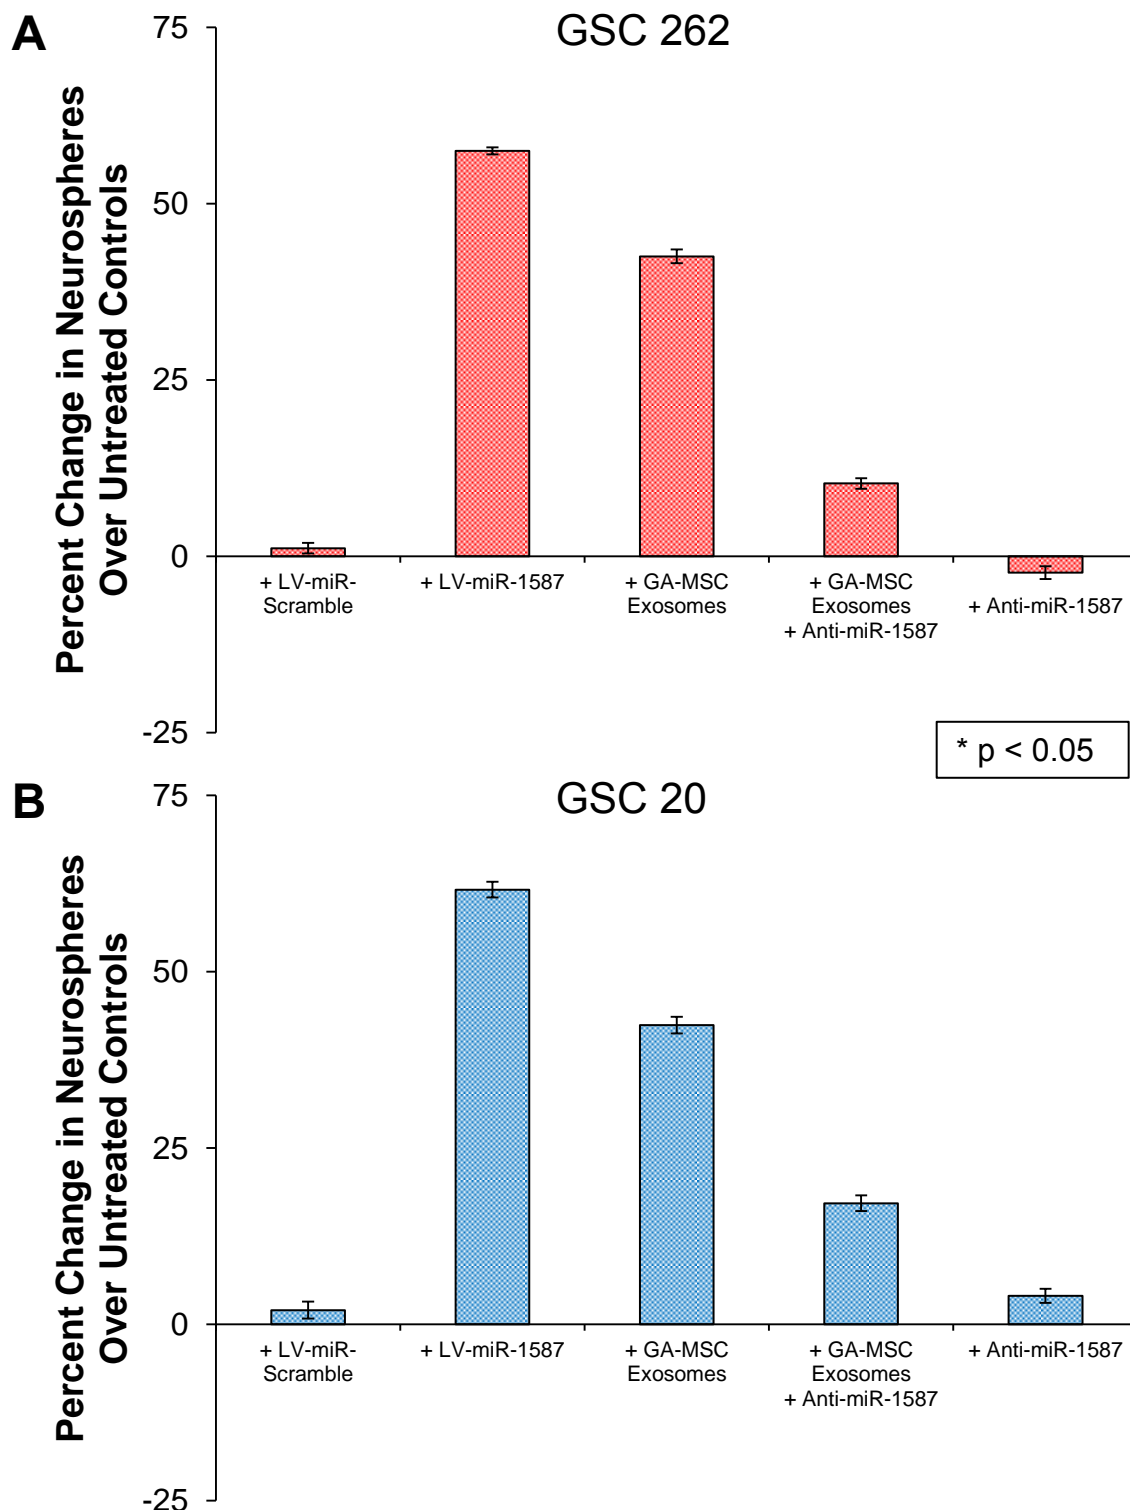 A
GSC 262
Percent Change in Neurospheres
Over Untreated Controls
75
50
25
0
-25
+ LV-miR-
Scramble
+ LV-miR-1587
+ GA-MSC
Exosomes
+ GA-MSC
Exosomes
+ Anti-miR-1587
+ Anti-miR-1587
* p < 0.05
B
GSC 20
Percent Change in Neurospheres
Over Untreated Controls
75
50
25
0
-25
+ LV-miR-
Scramble
+ LV-miR-1587
+ GA-MSC
Exosomes
+ GA-MSC
Exosomes
+ Anti-miR-1587
+ Anti-miR-1587